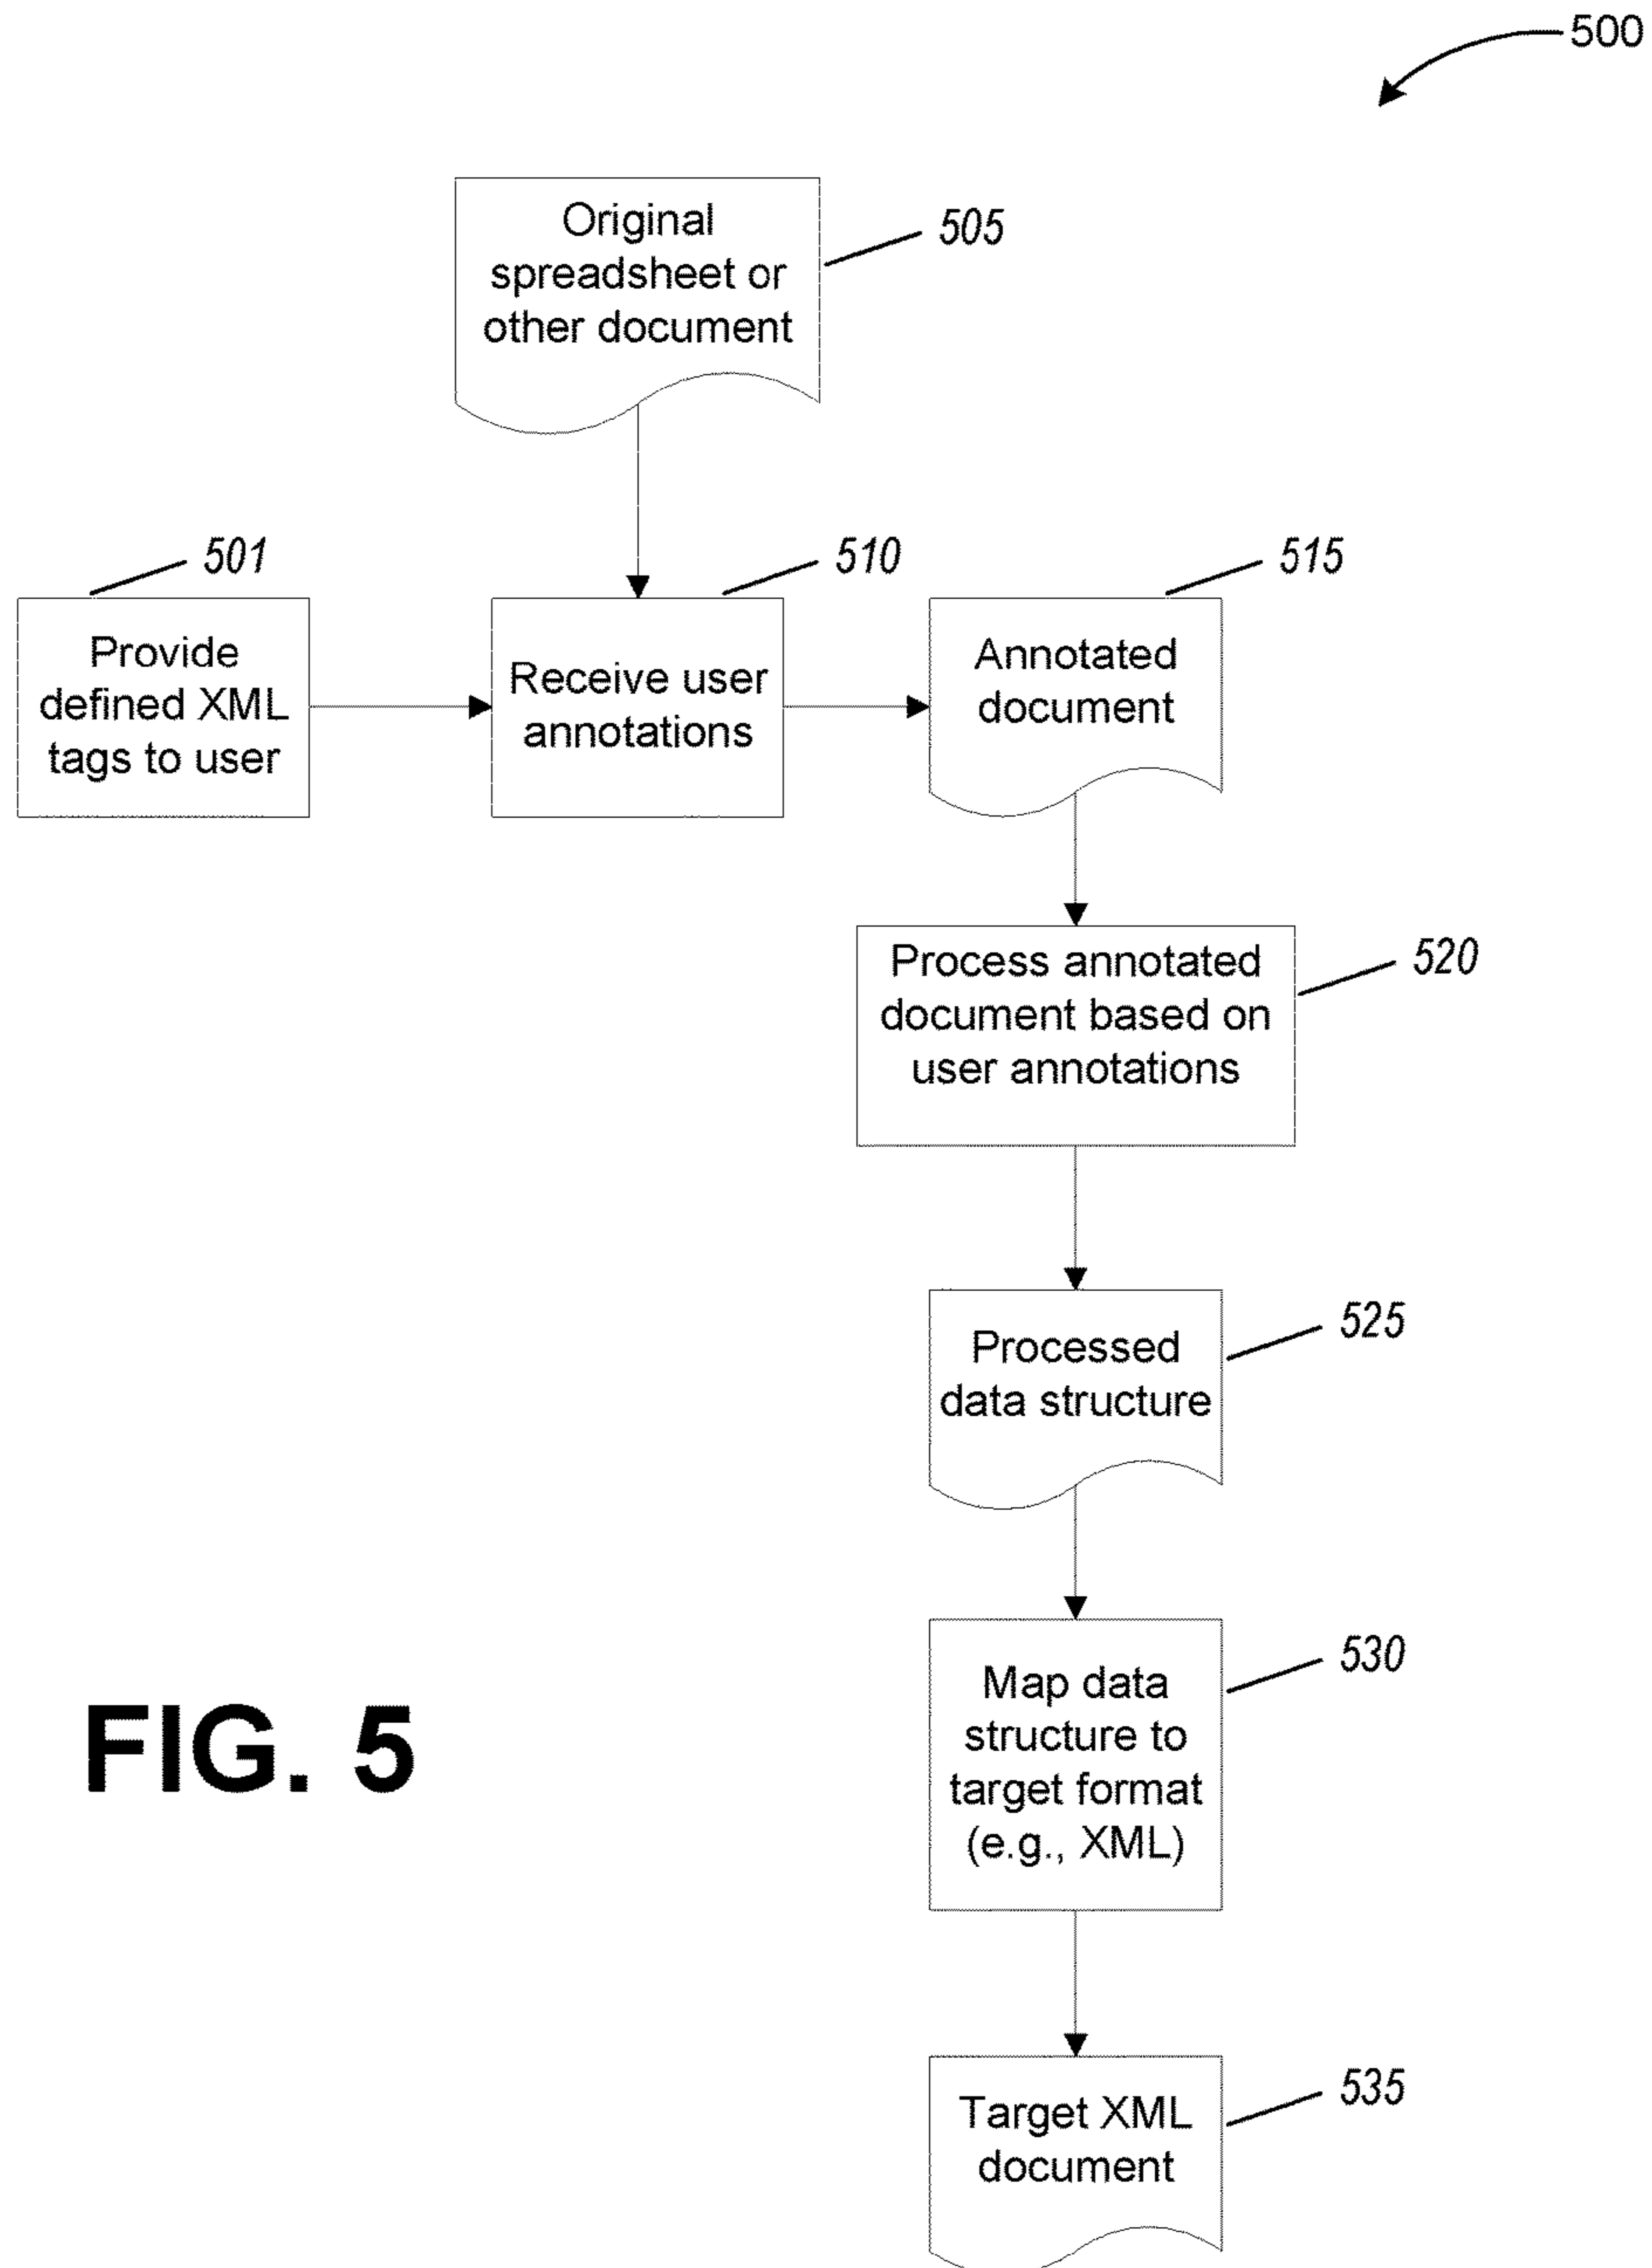 500
Original
spreadsheet or
other document
505
501
510
515
Provide
defined XML
tags to user
Receive user
annotations
Annotated
document
Process annotated
document based on
user annotations
520
Processed
data structure
525
Map data
structure to
target format
(e.g., XML)
530
FIG. 5
Target XML
document
535